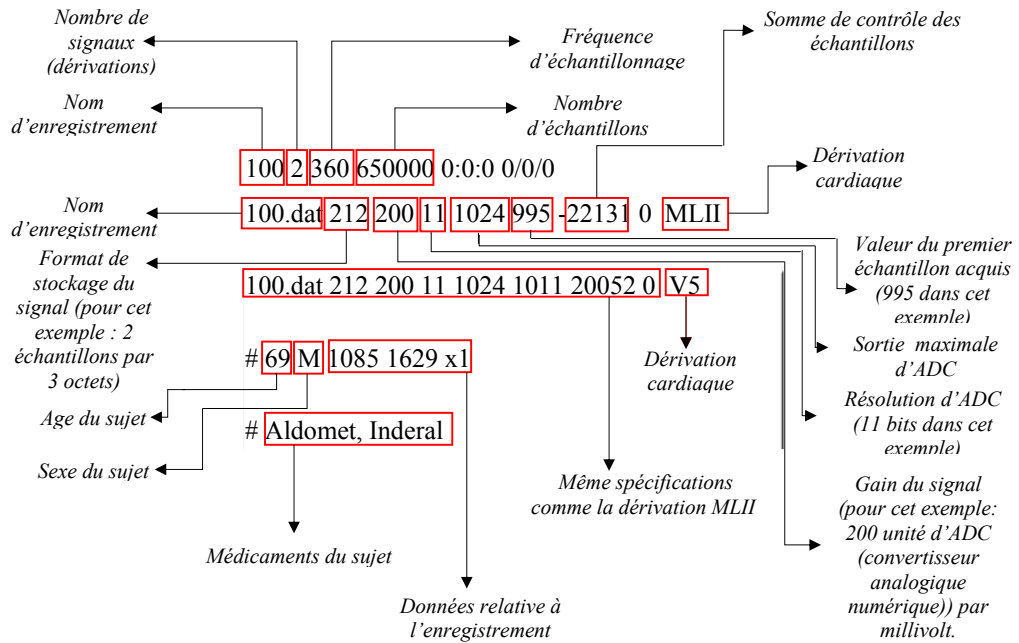 Nombre de
signaux
(dérivations)
Fréquence
d'échantillonnage
Somme de contrôle des
échantillons
Nom
d'enregistrement
Nombre
d'échantillons
100 2 360 650000 0:0:0 0/0/0
Dérivation
cardiaque
Nom
d'enregistrement
100.dat 212 200 11 1024 995 -22131 0 MLII
Format de
stockage du
signal (pour cet
exemple : 2
échantillons par
3 octets)
Valeur du premier
échantillon acquis
(995 dans cet
exemple)
100.dat 212 200 11 1024 1011 20052 0 V5
Dérivation
cardiaque
Sortie maximale
d'ADC
# 69 M 1085 1629 x1
Age du sujet
Résolution d'ADC
(11 bits dans cet
exemple)
# Aldomet, Inderal
Sexe du sujet
Même spécifications
comme la dérivation MLII
Gain du signal
(pour cet exemple:
200 unité d'ADC
(convertisseur
analogique
numérique)) par
millivolt.
Médicaments du sujet
Données relative à
l'enregistrement